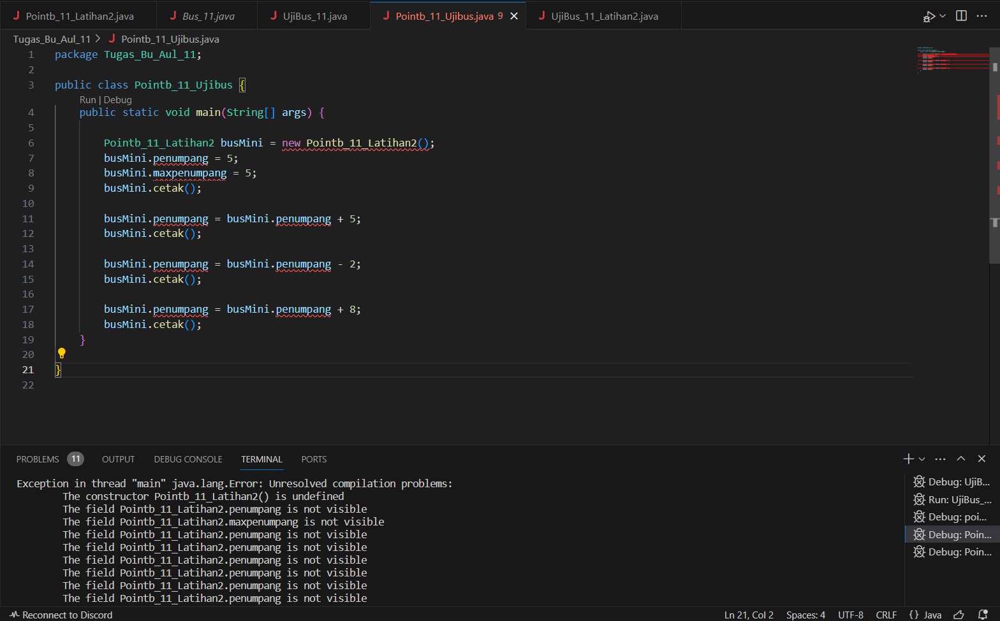 Pointb_11_Latihan2.java
Bus_11.java
UjiBus_11.java
Pointb_11_Ujibus.java 9
UjiBus_11_Latihan2.java
Tugas_Bu_Aul_11 > Pointb_11_Ujibus.java
1 package Tugas_Bu_Aul_11;
2
3 public class Pointb_11_Ujibus {
Run | Debug
4 public static void main(String[] args) {
5
6 Pointb_11_Latihan2 busMini = new Pointb_11_Latihan2();
7 busMini.penumpang = 5;
8 busMini.maxpenumpang = 5;
9 busMini.cetak();
10
11 busMini.penumpang = busMini.penumpang + 5;
12 busMini.cetak();
13
14 busMini.penumpang = busMini.penumpang - 2;
15 busMini.cetak();
16
17 busMini.penumpang = busMini.penumpang + 8;
18 busMini.cetak();
19 }
20
21 }
22
PROBLEMS 11 OUTPUT DEBUG CONSOLE TERMINAL PORTS
Exception in thread "main" java.lang.Error: Unresolved compilation problems:
The constructor Pointb_11_Latihan2() is undefined
The field Pointb_11_Latihan2.penumpang is not visible
The field Pointb_11_Latihan2.maxpenumpang is not visible
The field Pointb_11_Latihan2.penumpang is not visible
The field Pointb_11_Latihan2.penumpang is not visible
The field Pointb_11_Latihan2.penumpang is not visible
The field Pointb_11_Latihan2.penumpang is not visible
The field Pointb_11_Latihan2.penumpang is not visible
The field Pointb_11_Latihan2.penumpang is not visible
Debug: UjiB...
Run: UjiBus_...
Debug: poi...
Debug: Poin...
Debug: Poin...
Reconnect to Discord
Ln 21, Col 2 Spaces: 4 UTF-8 CRLF {} Java